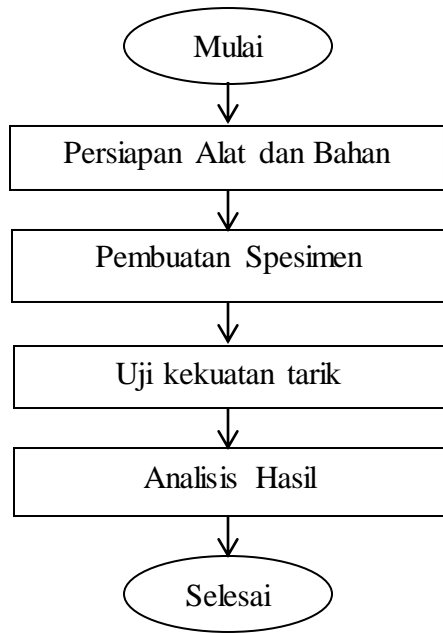 Mulai
Persiapan Alat dan Bahan
Pembuatan Spesimen
Uji kekuatan tarik
Analisis Hasil
Selesai